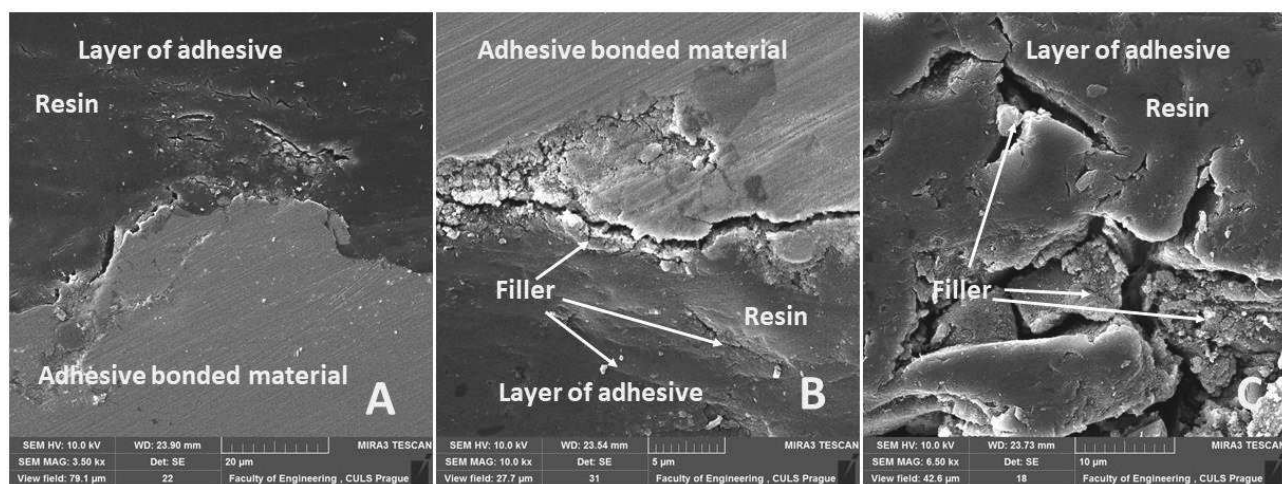 Layer of adhesive
Resin
Adhesive bonded material
A
SEM HV: 10.0 kV WD: 23.90 mm MIRA3 TESCAN
SEM MAG: 3.50 kx Det: SE 20 µm
View field: 79.1 µm 22 Faculty of Engineering , CULS Prague
Adhesive bonded material
Filler
Resin
Layer of adhesive
B
SEM HV: 10.0 kV WD: 23.54 mm MIRA3 TESCAN
SEM MAG: 10.0 kx Det: SE 5 µm
View field: 27.7 µm 31 Faculty of Engineering , CULS Prague
Layer of adhesive
Resin
Filler
C
SEM HV: 10.0 kV WD: 23.73 mm MIRA3 TESCAN
SEM MAG: 6.50 kx Det: SE 10 µm
View field: 42.6 µm 18 Faculty of Engineering , CULS Prague